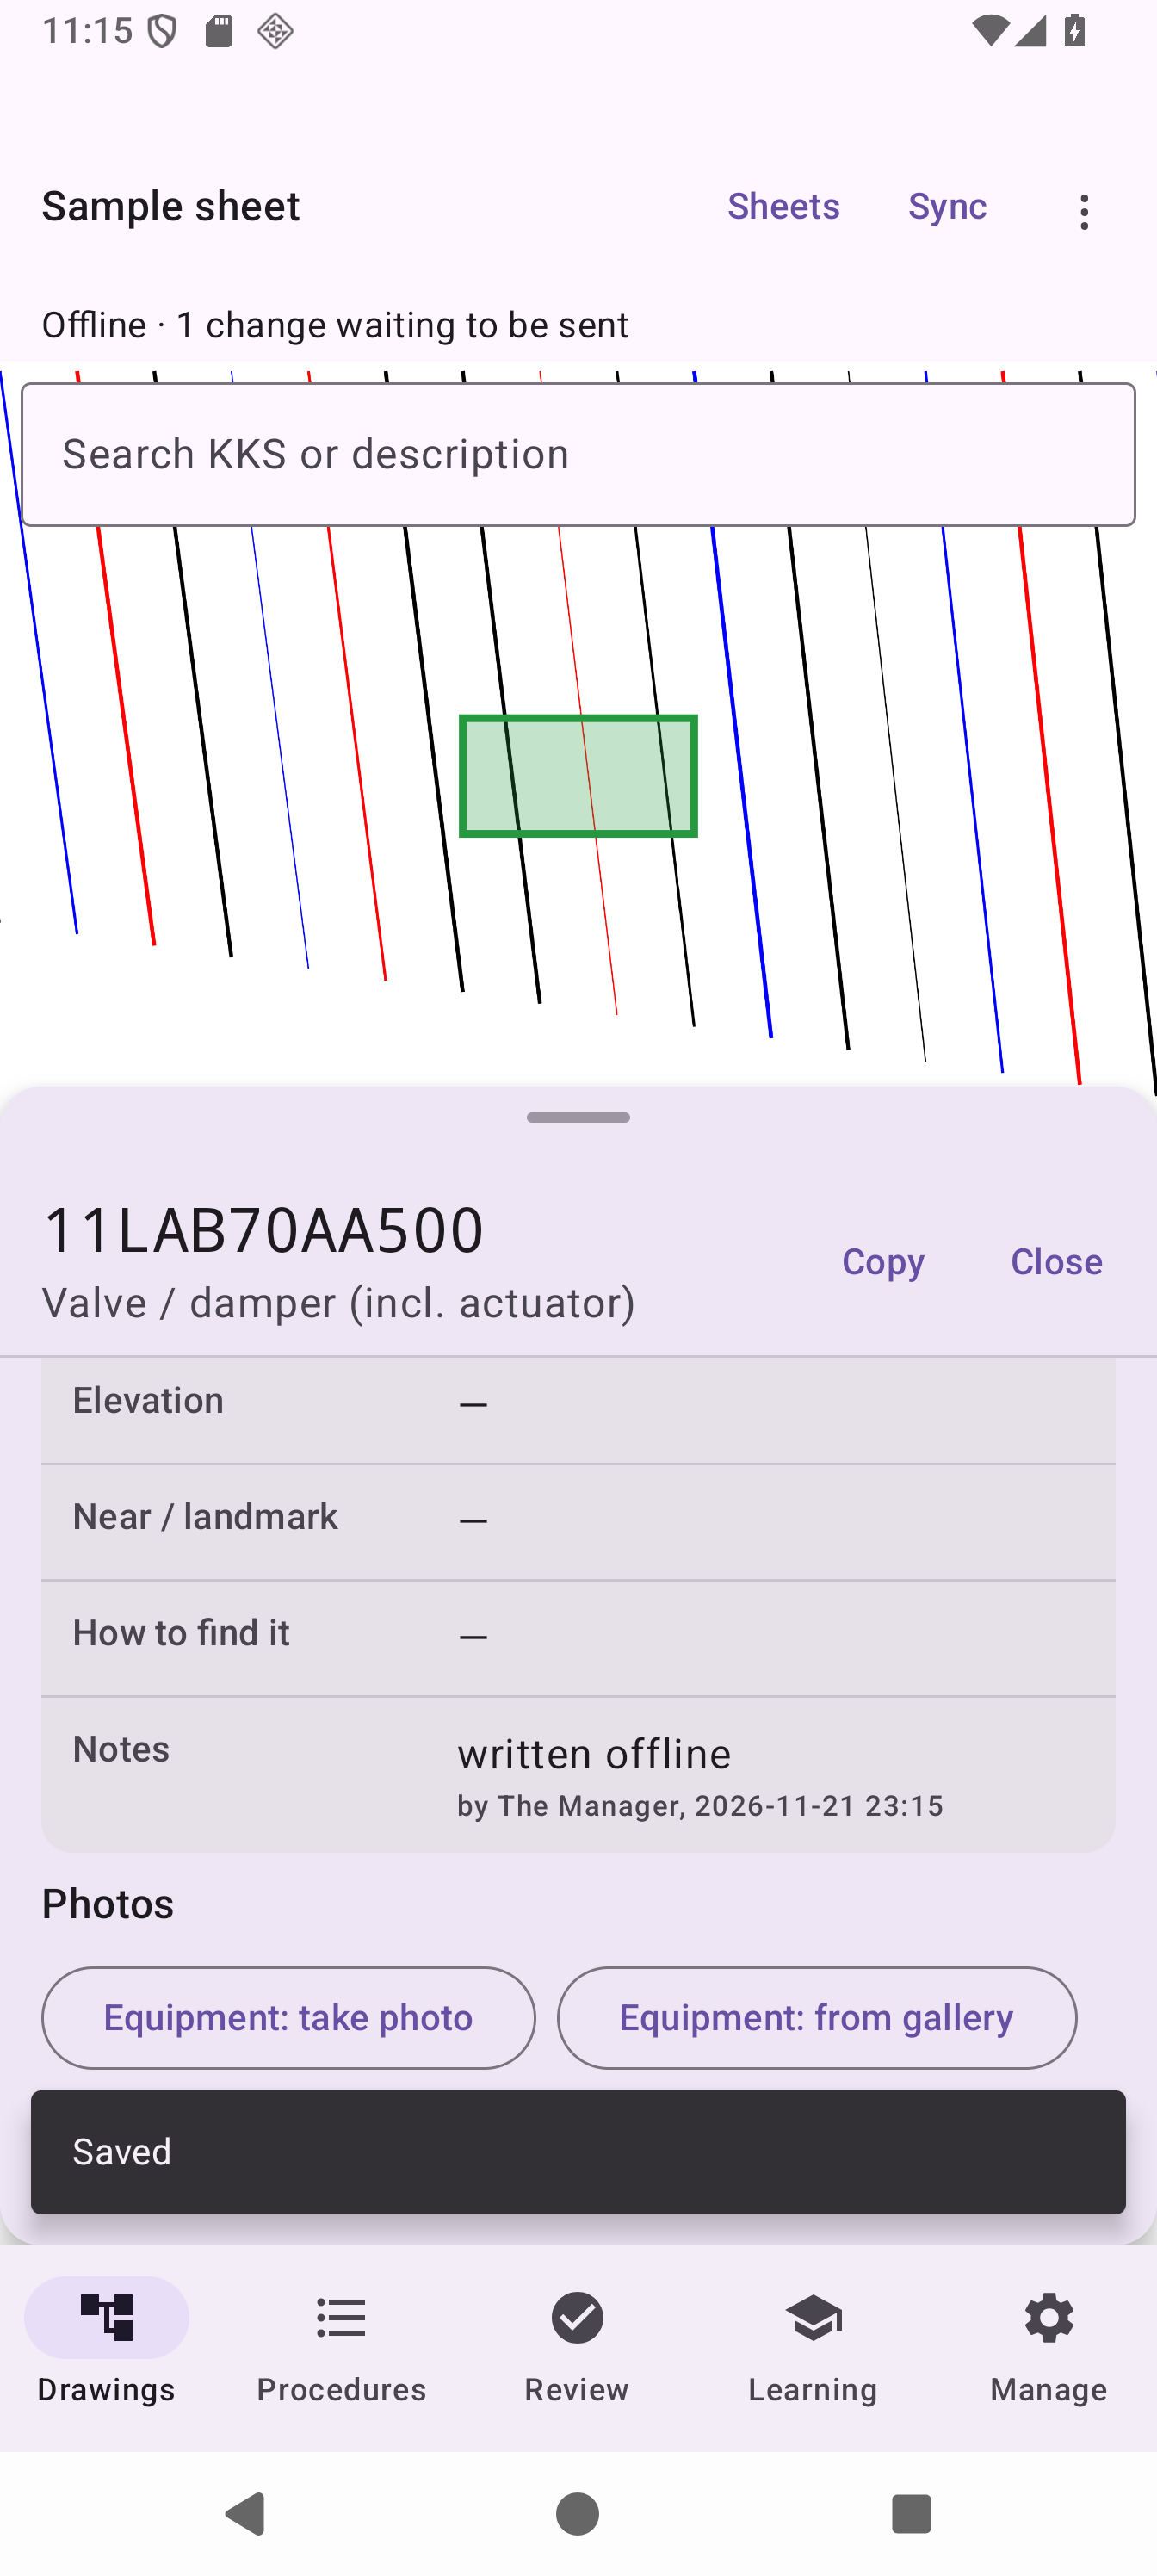 11:15
Sample sheet
Sheets
Sync
Offline · 1 change waiting to be sent
Search KKS or description
11LAB70AA500
Valve / damper (incl. actuator)
Copy
Close
Elevation
—
Near / landmark
—
How to find it
—
Notes
written offline
by The Manager, 2026-11-21 23:15
Photos
Equipment: take photo
Equipment: from gallery
Saved
Drawings
Procedures
Review
Learning
Manage